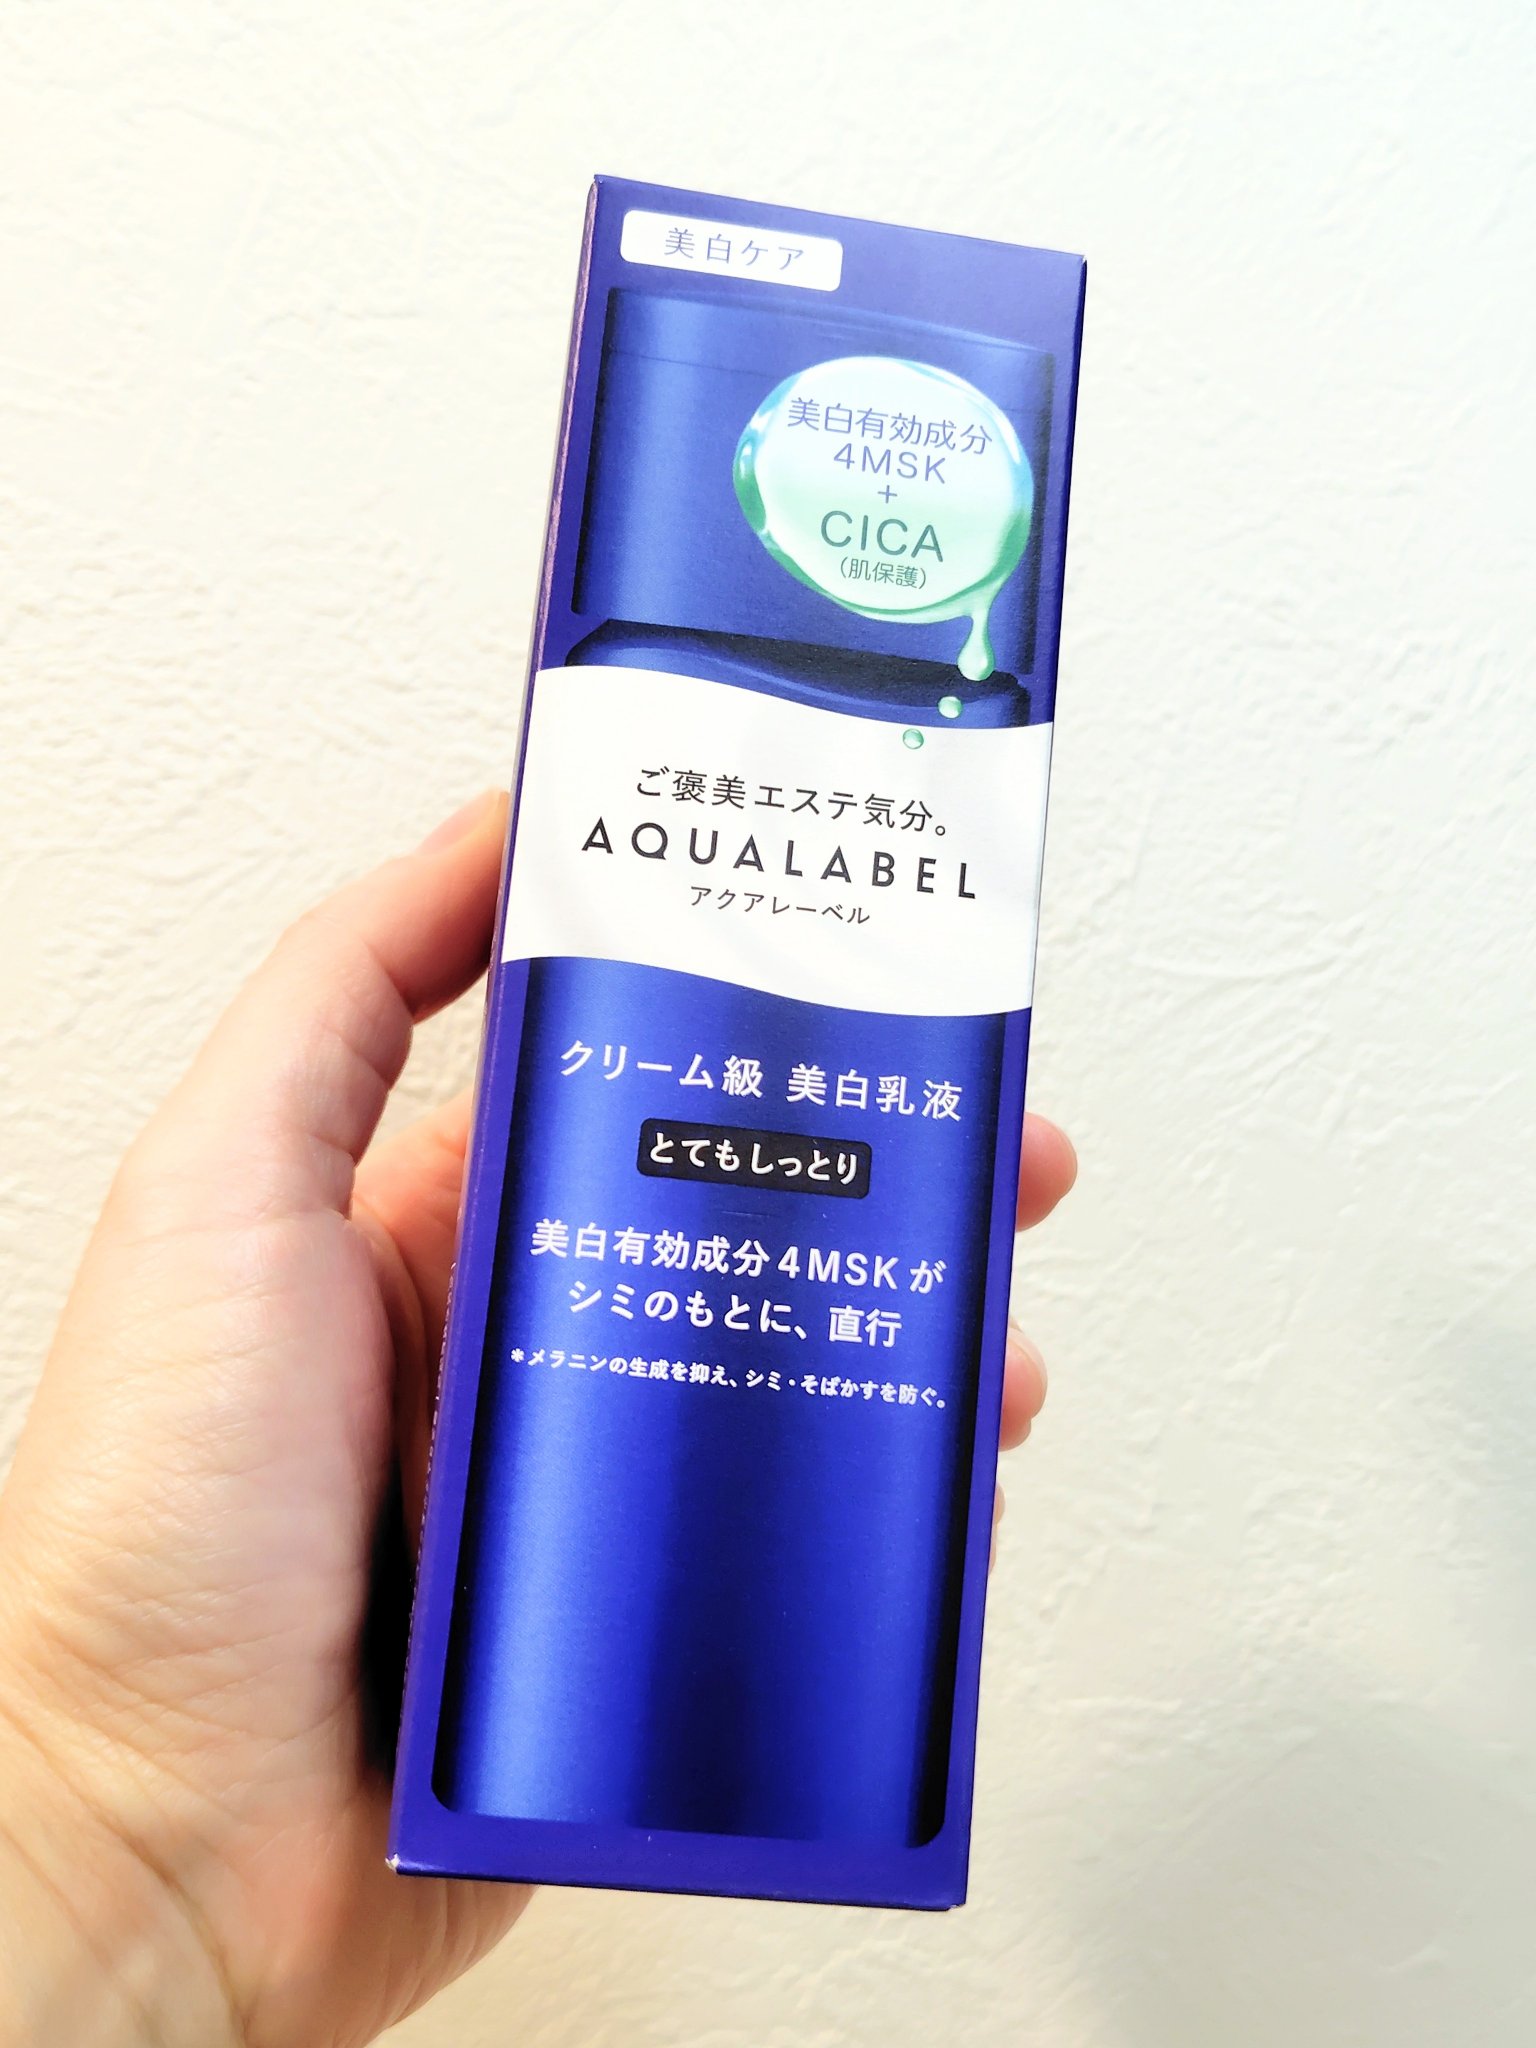 美白ケア
美白有効成分
4MSK
+
CICA
(肌保護)
ご褒美エステ気分。
AQUALABEL
アクアレーベル
クリーム級 美白乳液
とてもしっとり
美白有効成分4MSKが
シミのもとに、直行
*メラニンの生成を抑え、シミ・そばかすを防ぐ。